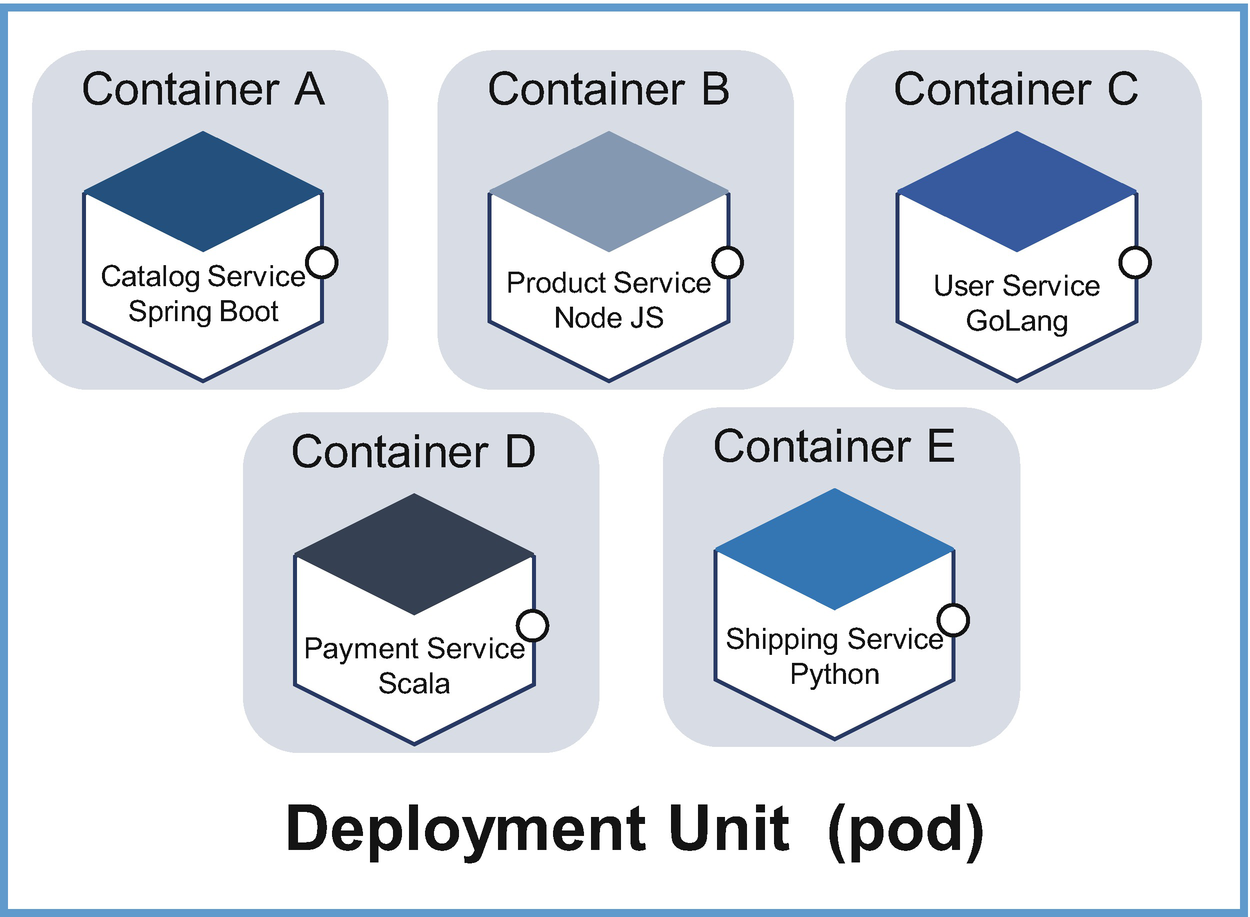 Container A
Catalog Service
Spring Boot
Container B
Product Service
Node JS
Container C
User Service
GoLang
Container D
Payment Service
Scala
Container E
Shipping Service
Python
Deployment Unit (pod)